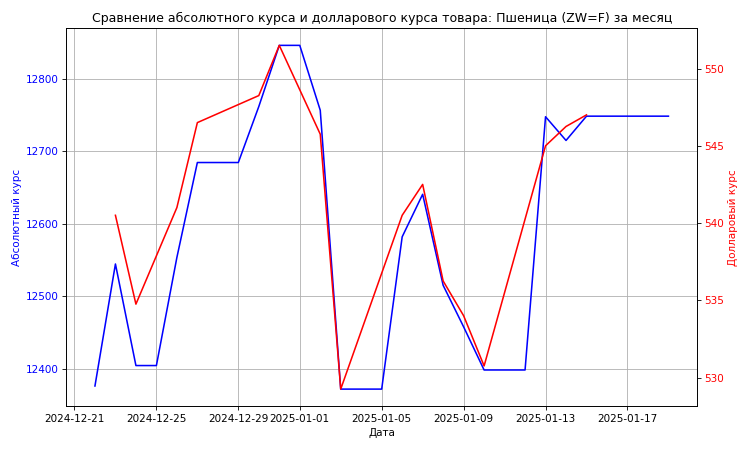 Сравнение абсолютного курса и долларового курса товара: Пшеница (ZW=F) за месяц
12800
12700
12600
12500
12400
Абсолютный курс
550
545
540
535
530
Долларовый курс
2024-12-21 2024-12-25 2024-12-29 2025-01-01 2025-01-05 2025-01-09 2025-01-13 2025-01-17
Дата